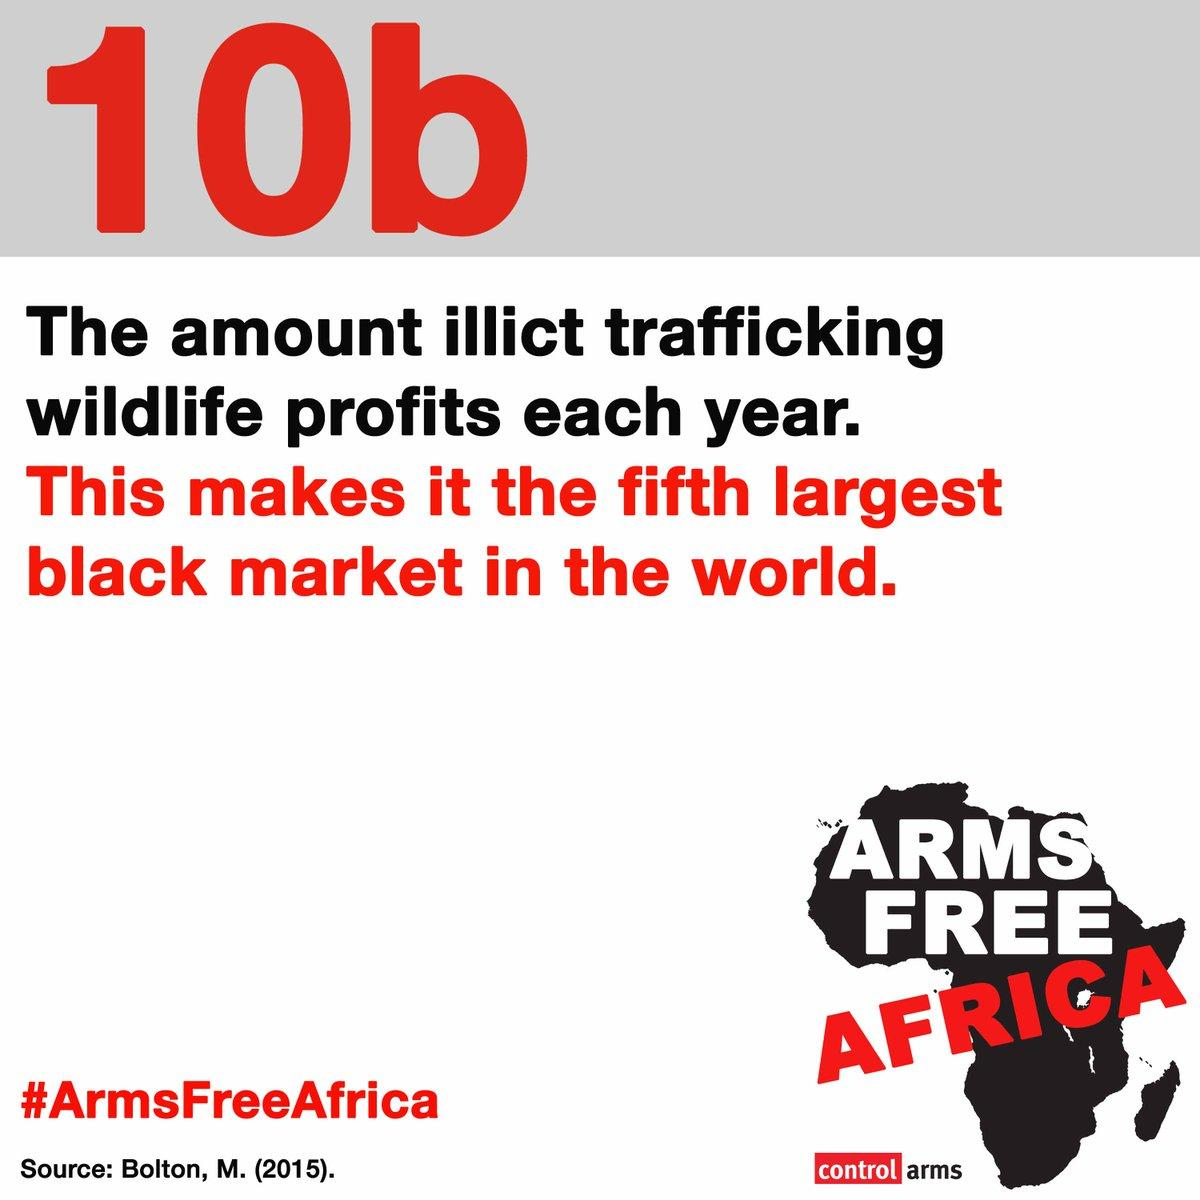 10b
The amount illict trafficking
wildlife profits each year.
This makes it the fifth largest
black market in the world.
ARMS
FREE
AFRICA
#ArmsFreeAfrica
Source: Bolton, M. (2015).
control arms